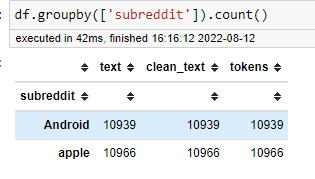 df.groupby(['subreddit']).count()
executed in 42ms, finished 16:16:12 2022-08-12
text clean_text tokens
subreddit
Android 10939 10939 10939
apple 10966 10966 10966